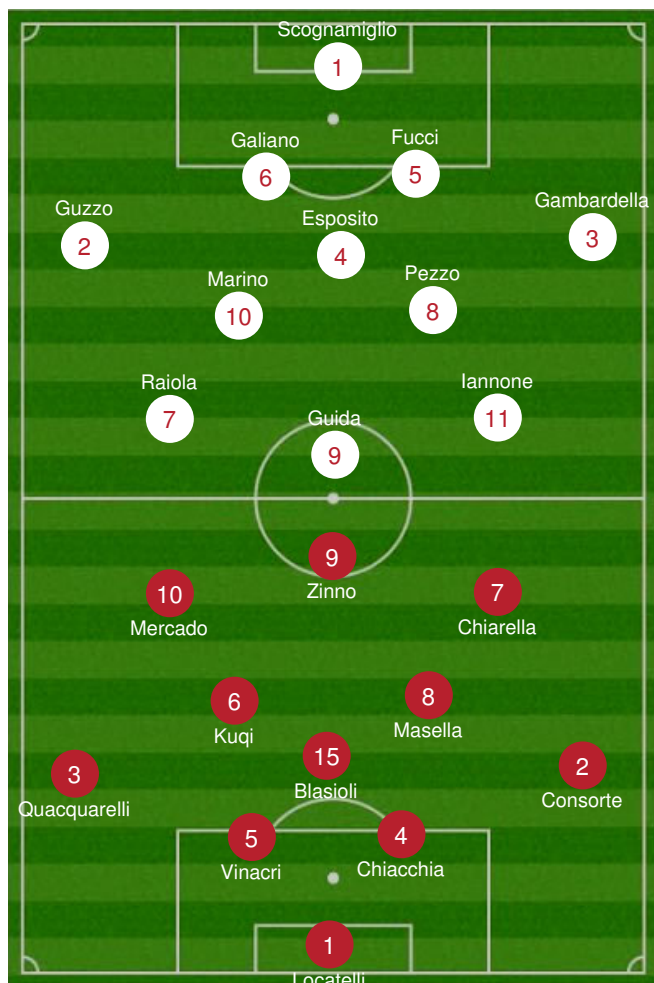 Scognamiglio
1
Galiano
6
Fucci
5
Guzzo
2
Gambardella
3
Esposito
4
Marino
10
Pezzo
8
Raiola
7
Iannone
11
Guida
9
9
Zinno
10
Mercado
7
Chiarella
6
Kuqi
8
Masella
15
Blasioli
3
Quacquarelli
2
Consorte
5
Vinacri
4
Chiacchia
1
Locatelli